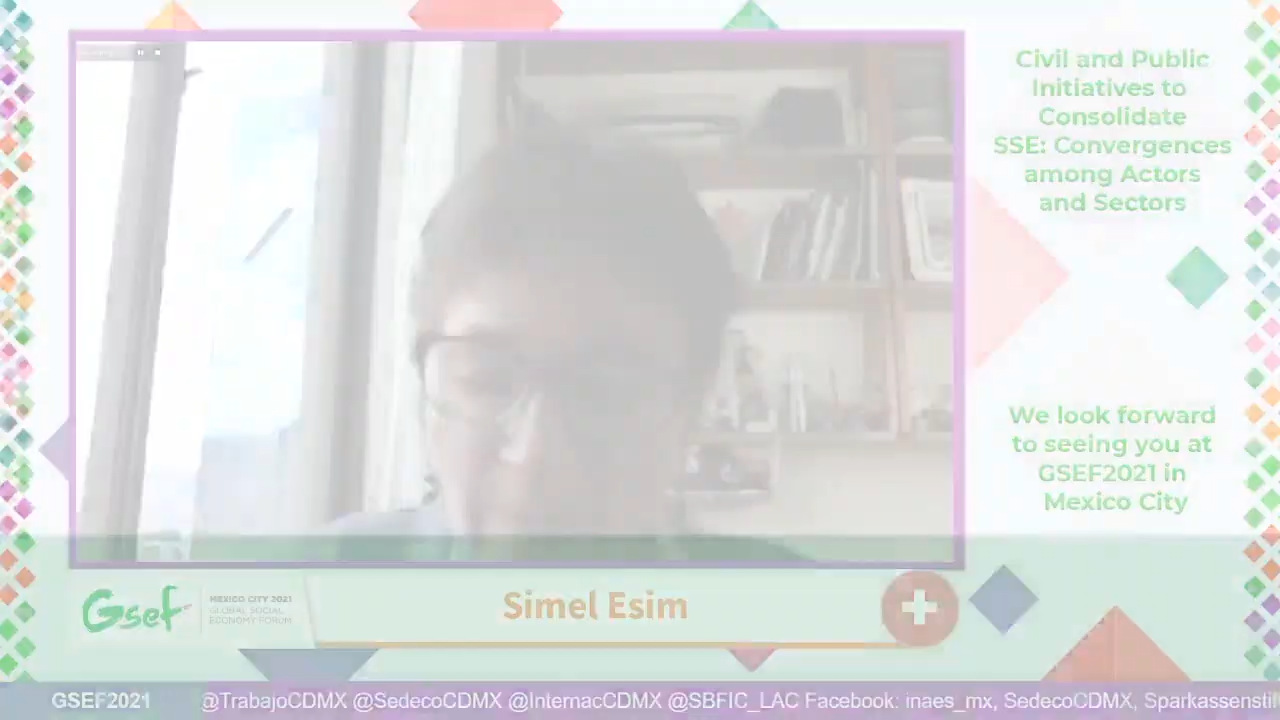 Civil and Public
Initiatives to
Consolidate
SSE: Convergences
among Actors
and Sectors
We look forward
to seeing you at
GSEF2021 in
Mexico City
Gsef
MEXICO CITY 2021
GLOBAL SOCIAL
ECONOMY FORUM
Simel Esim
GSEF2021 @TrabajoCDMX @SedecoCDMX @InternacCDMX @SBFIC_LAC Facebook: inaes_mx, SedecoCDMX, Sparkassenstif